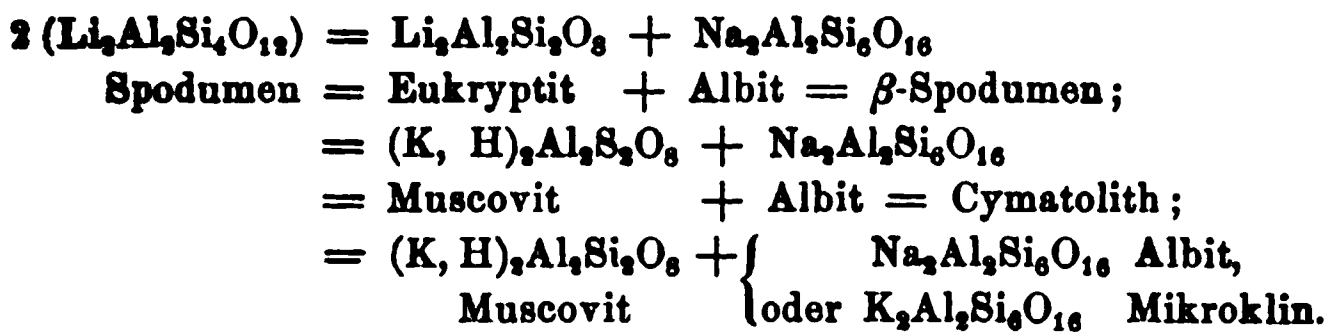 2 (Li₂Al₂Si₄O₁₂) = Li₂Al₂Si₂O₈ + Na₂Al₂Si₆O₁₆
Spodumen = Eukryptit + Albit = β-Spodumen;
= (K, H)₂Al₂S₂O₈ + Na₂Al₂Si₆O₁₆
= Muscovit + Albit = Cymatolith;
= (K, H)₂Al₂Si₂O₈ + { Na₂Al₂Si₆O₁₆ Albit,
Muscovit oder K₂Al₂Si₆O₁₆ Mikroklin.